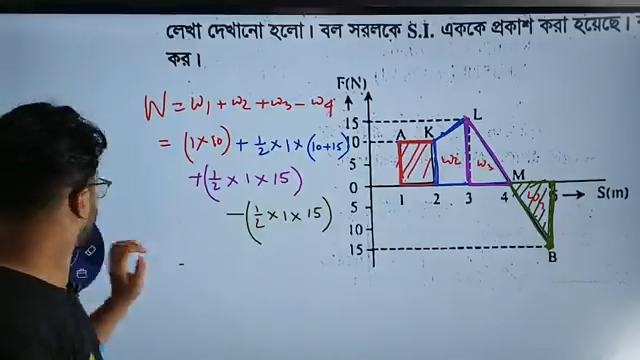 লেখা দেখানো হলো। বল সরলকে S.I. এককে প্রকাশ করা হয়েছে।
কর।
W = W₁ + W₂ + W₃ - W₄
= (1×10) + ½ × 1 × (10+15)
+ (½ × 1 × 15)
- (½ × 1 × 15)
F(N)
15
10
5
0
5
10
15
A
K
L
M
B
W₂
W₃
1
2
3
4
S(m)